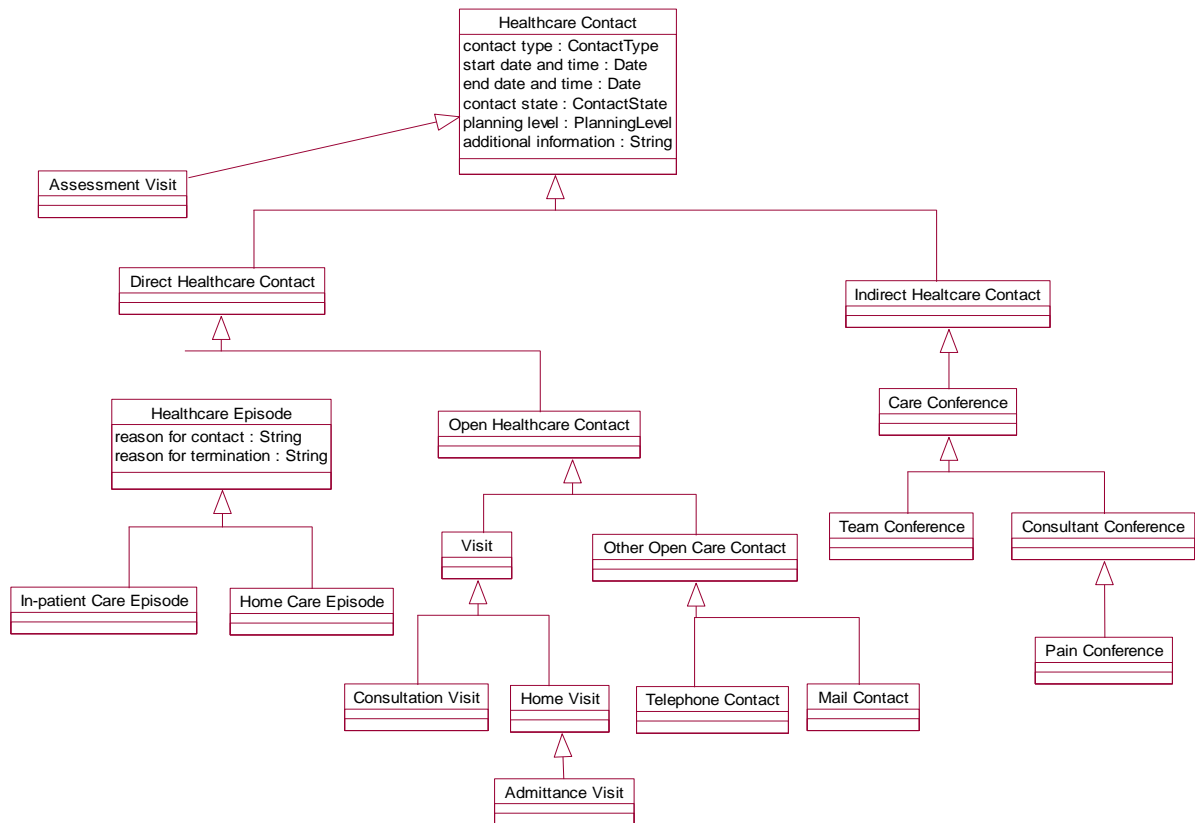 Healthcare Contact
contact type : ContactType
start date and time : Date
end date and time : Date
contact state : ContactState
planning level : PlanningLevel
additional information : String
Assessment Visit
Direct Healthcare Contact
Indirect Healtcare Contact
Healthcare Episode
reason for contact : String
reason for termination : String
Open Healthcare Contact
Care Conference
Team Conference
Consultant Conference
Visit
Other Open Care Contact
In-patient Care Episode
Home Care Episode
Pain Conference
Consultation Visit
Home Visit
Telephone Contact
Mail Contact
Admittance Visit